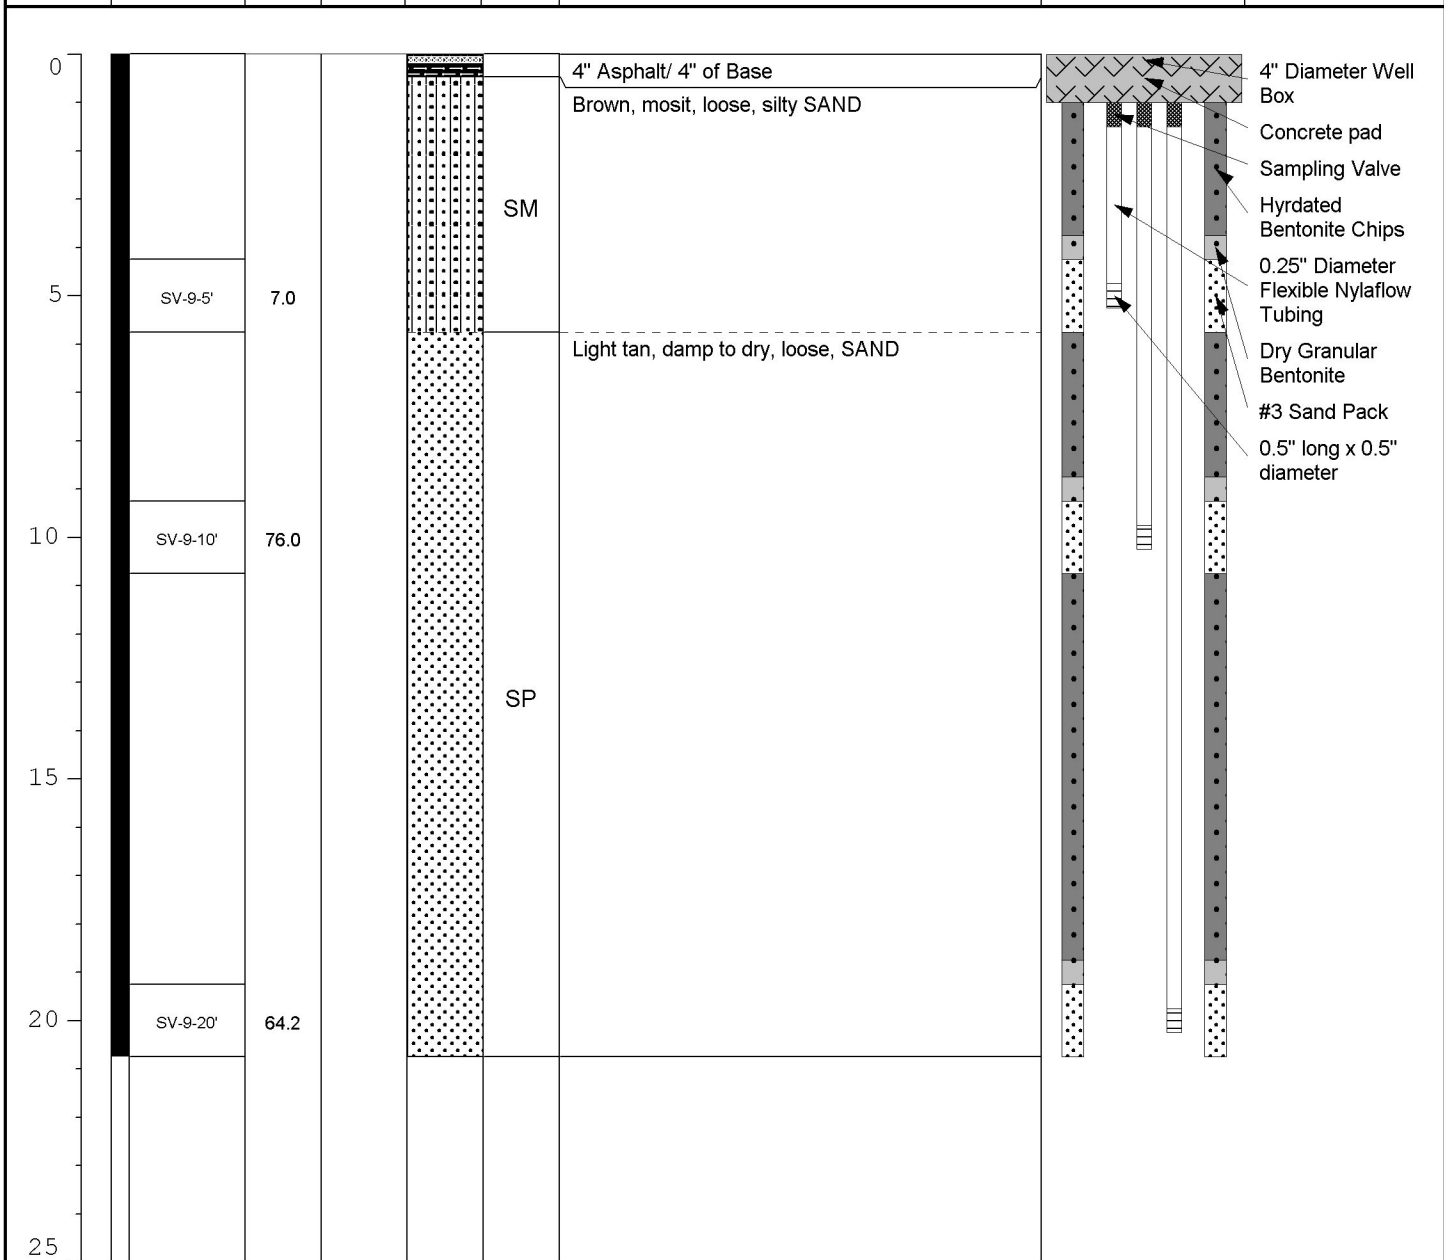 0
4" Asphalt/ 4" of Base
Brown, mosit, loose, silty SAND
SM
SV-9-5'
7.0
5
Light tan, damp to dry, loose, SAND
SV-9-10'
76.0
10
SP
15
SV-9-20'
64.2
20
25
4" Diameter Well
Box
Concrete pad
Sampling Valve
Hyrdated
Bentonite Chips
0.25" Diameter
Flexible Nylaflow
Tubing
Dry Granular
Bentonite
#3 Sand Pack
0.5" long x 0.5"
diameter